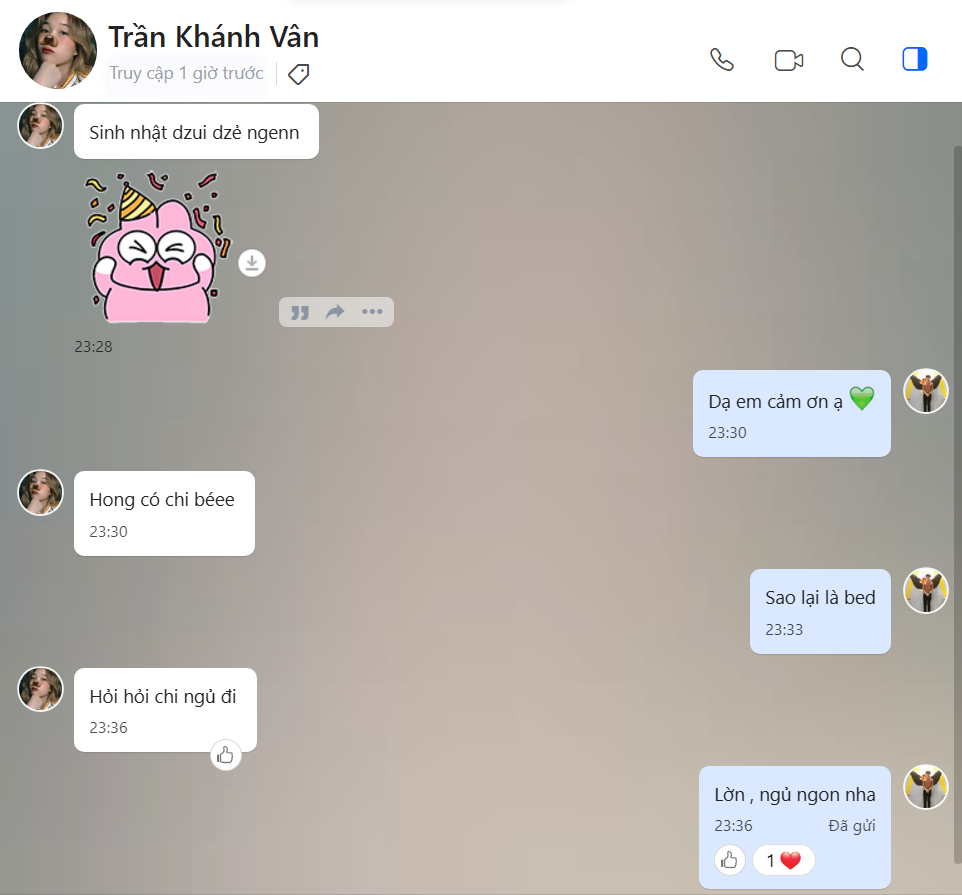 Trần Khánh Vân
Truy cập 1 giờ trước
Sinh nhật dzui dzẻ ngenn
23:28
Dạ em cảm ơn ạ 💚
23:30
Hong có chi béee
23:30
Sao lại là bed
23:33
Hỏi hỏi chi ngủ đi
23:36
Lờn , ngủ ngon nha
23:36 Đã gửi
1 ❤️